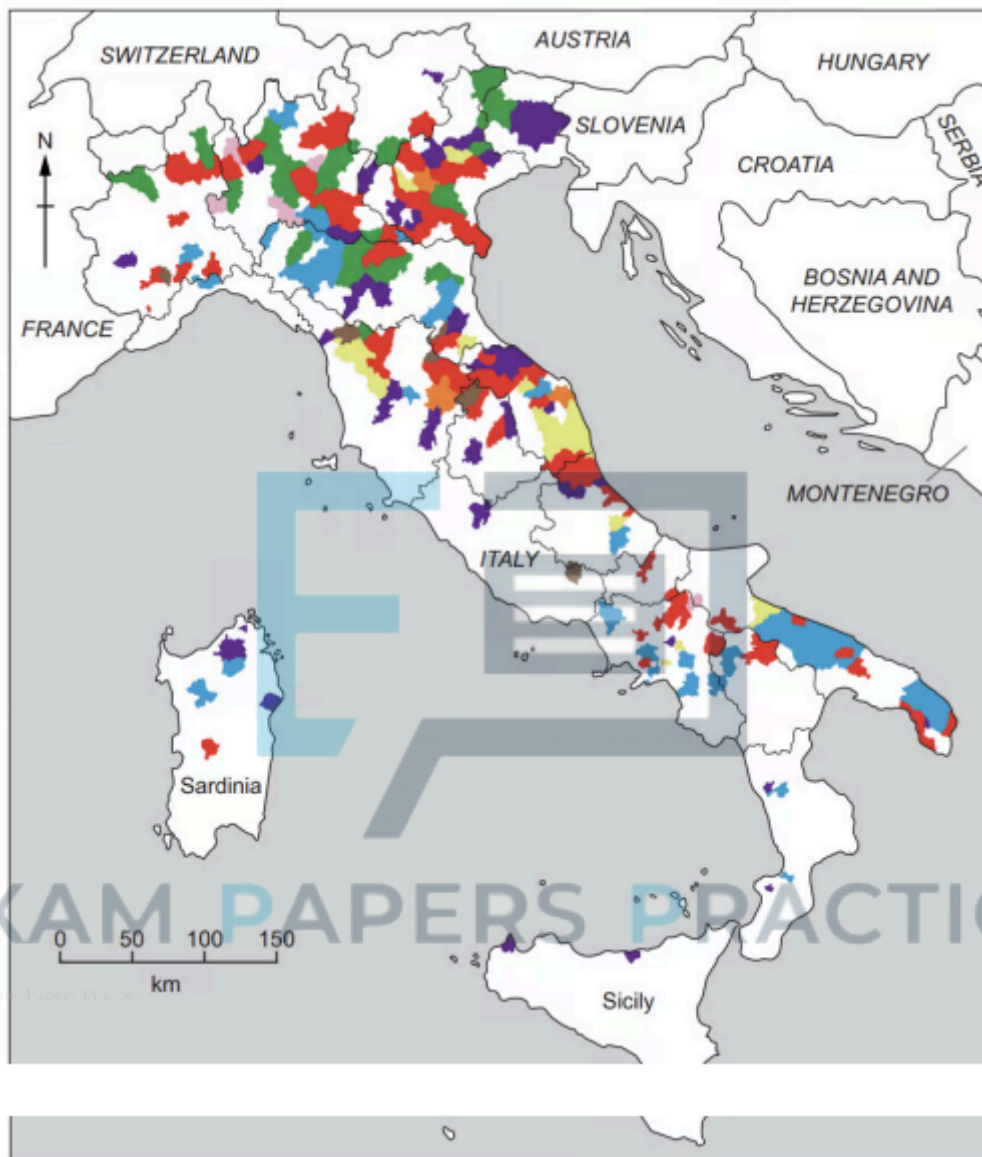 SWITZERLAND
AUSTRIA
HUNGARY
N
SLOVENIA
CROATIA
SERBIA
BOSNIA AND
HERZEGOVINA
FRANCE
MONTENEGRO
ITALY
Sardinia
XAM PAPERS PRACTIC
0 50 100 150
km
Sicily